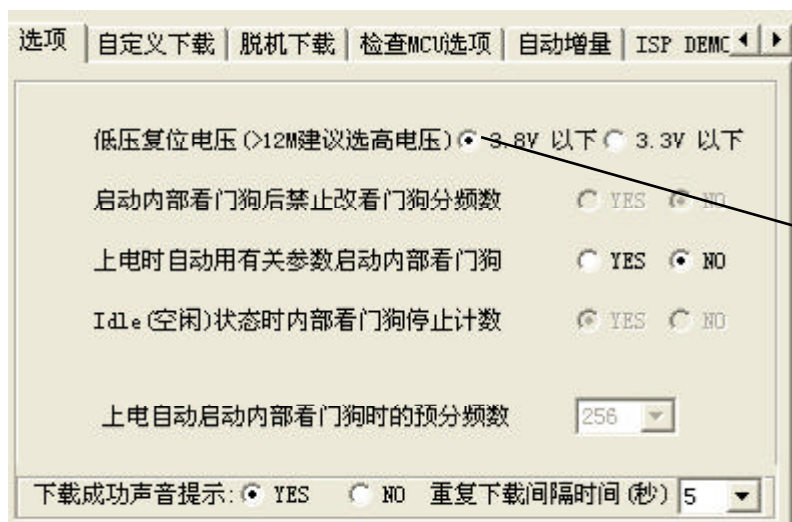 选项 自定义下载 脱机下载 检查MCU选项 自动增量 ISP DEMO
低压复位电压(>12M建议选高电压) 3.8V 以下 3.3V 以下
启动内部看门狗后禁止改看门狗分频数 YES NO
上电时自动用有关参数启动内部看门狗 YES NO
Idle(空闲)状态时内部看门狗停止计数 YES NO
上电自动启动内部看门狗时的预分频数 256
下载成功声音提示: YES NO 重复下载间隔时间(秒) 5